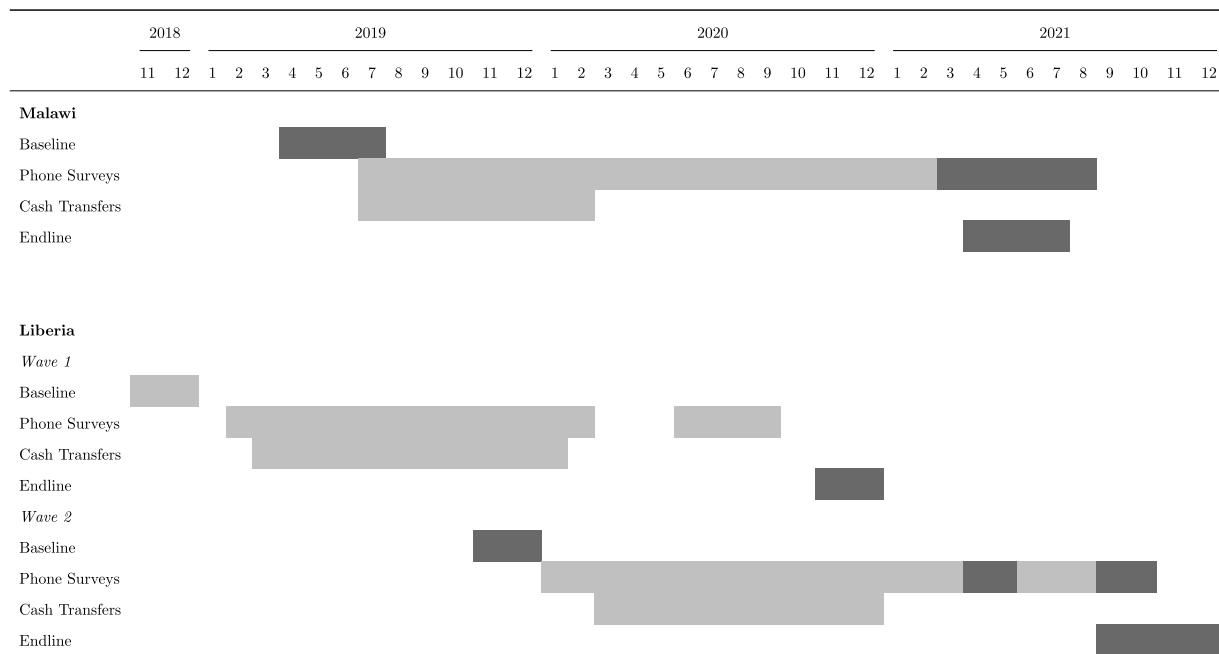 2018 2019 2020 2021
11 12 1 2 3 4 5 6 7 8 9 10 11 12 1 2 3 4 5 6 7 8 9 10 11 12 1 2 3 4 5 6 7 8 9 10 11 12
Malawi
Baseline
Phone Surveys
Cash Transfers
Endline
Liberia
Wave 1
Baseline
Phone Surveys
Cash Transfers
Endline
Wave 2
Baseline
Phone Surveys
Cash Transfers
Endline